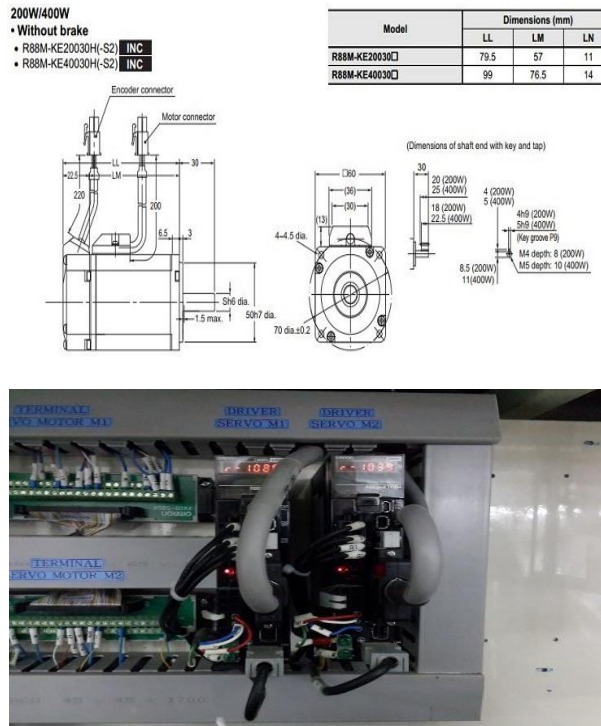 200W/400W
• Without brake
• R88M-KE20030H(-S2) INC
• R88M-KE40030H(-S2) INC
Model
Dimensions (mm)
LL LM LN
R88M-KE20030□ 79.5 57 11
R88M-KE40030□ 99 76.5 14
Encoder connector
Motor connector
LL
30
22.5
LM
220
200
6.5
3
Sh6 dia.
50h7 dia.
1.5 max.
□60
(36)
(30)
(13)
4–4.5 dia.
70 dia.±0.2
(Dimensions of shaft end with key and tap)
30
20 (200W)
25 (400W)
18 (200W)
22.5 (400W)
4 (200W)
5 (400W)
4h9 (200W)
5h9 (400W)
(Key groove P9)
M4 depth: 8 (200W)
M5 depth: 10 (400W)
8.5 (200W)
11(400W)
TERMINAL
VO MOTOR M1
DRIVER
SERVO M1
DRIVER
SERVO M2
OMRON
TERMINAL
SERVO MOTOR M2
45 x 45 x 1700